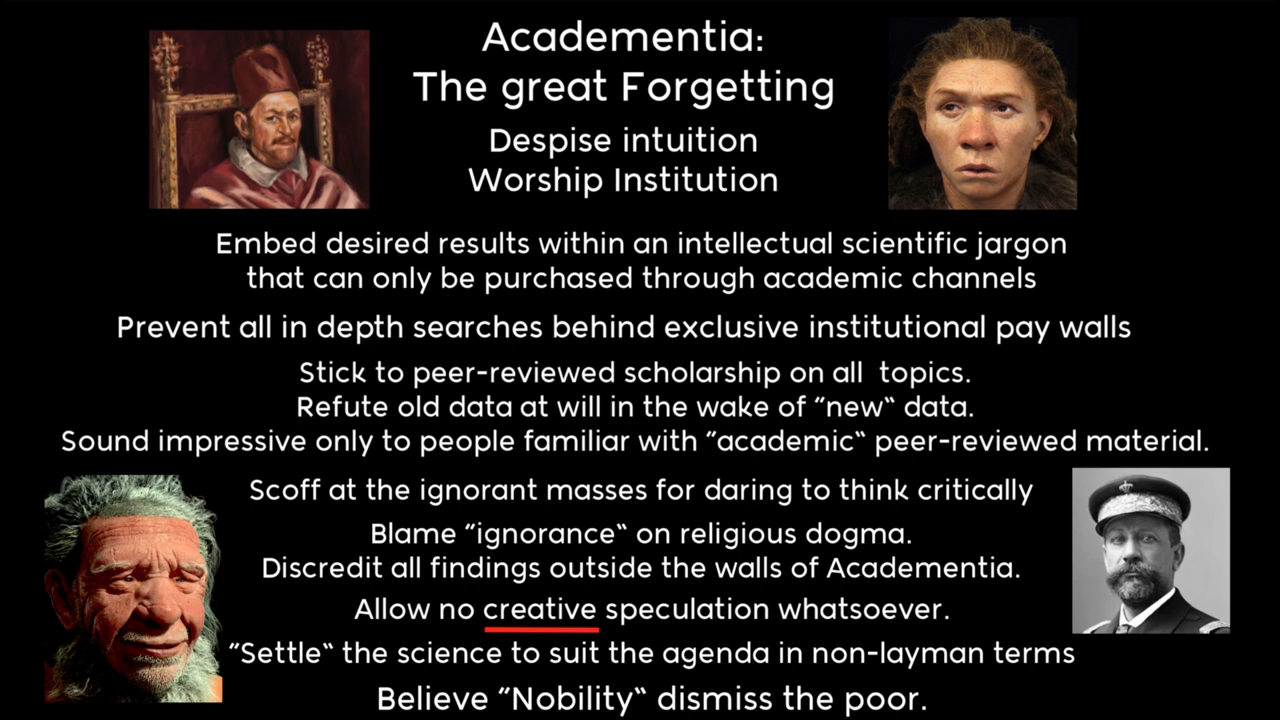 Academentia:
The great Forgetting
Despise intuition
Worship Institution
Embed desired results within an intellectual scientific jargon
that can only be purchased through academic channels
Prevent all in depth searches behind exclusive institutional pay walls
Stick to peer-reviewed scholarship on all  topics.
Refute old data at will in the wake of “new“ data.
Sound impressive only to people familiar with “academic“ peer-reviewed material.
Scoff at the ignorant masses for daring to think critically
Blame “ignorance“ on religious dogma.
Discredit all findings outside the walls of Academentia.
Allow no creative speculation whatsoever.
“Settle“ the science to suit the agenda in non-layman terms
Believe “Nobility“ dismiss the poor.